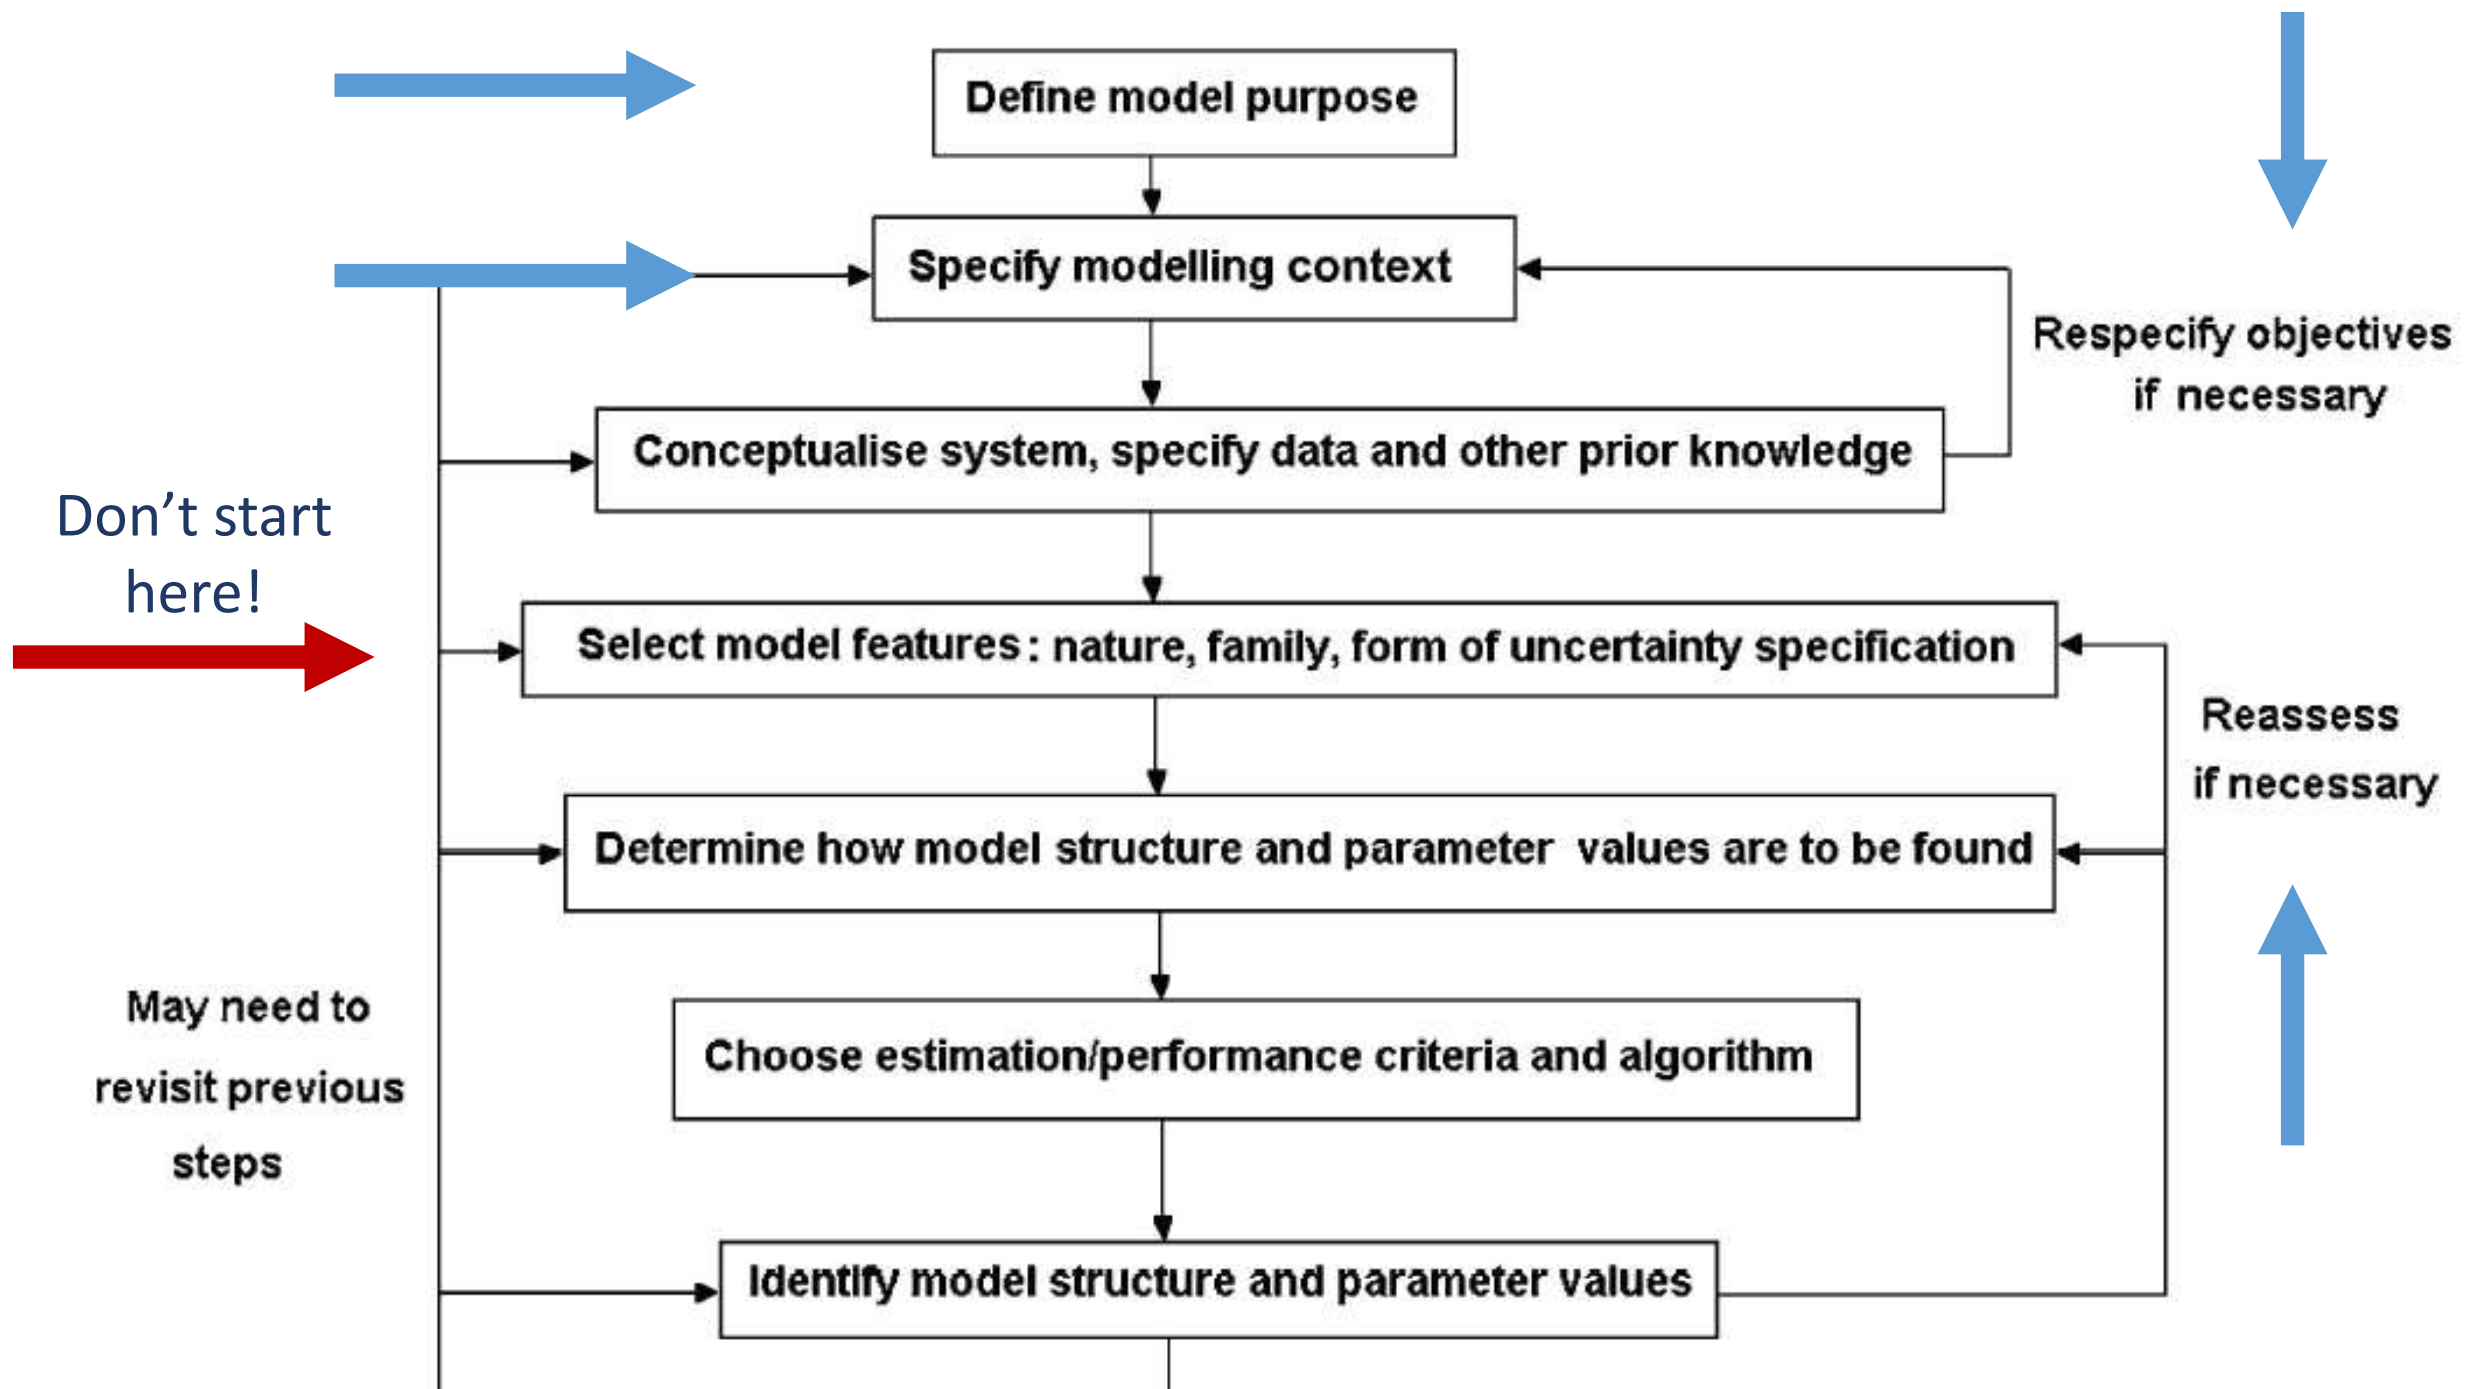 Define model purpose
Specify modelling context
Respecify objectives
if necessary
Conceptualise system, specify data and other prior knowledge
Don’t start
here!
Select model features: nature, family, form of uncertainty specification
Reassess
if necessary
Determine how model structure and parameter values are to be found
May need to
revisit previous
steps
Choose estimation/performance criteria and algorithm
Identify model structure and parameter values